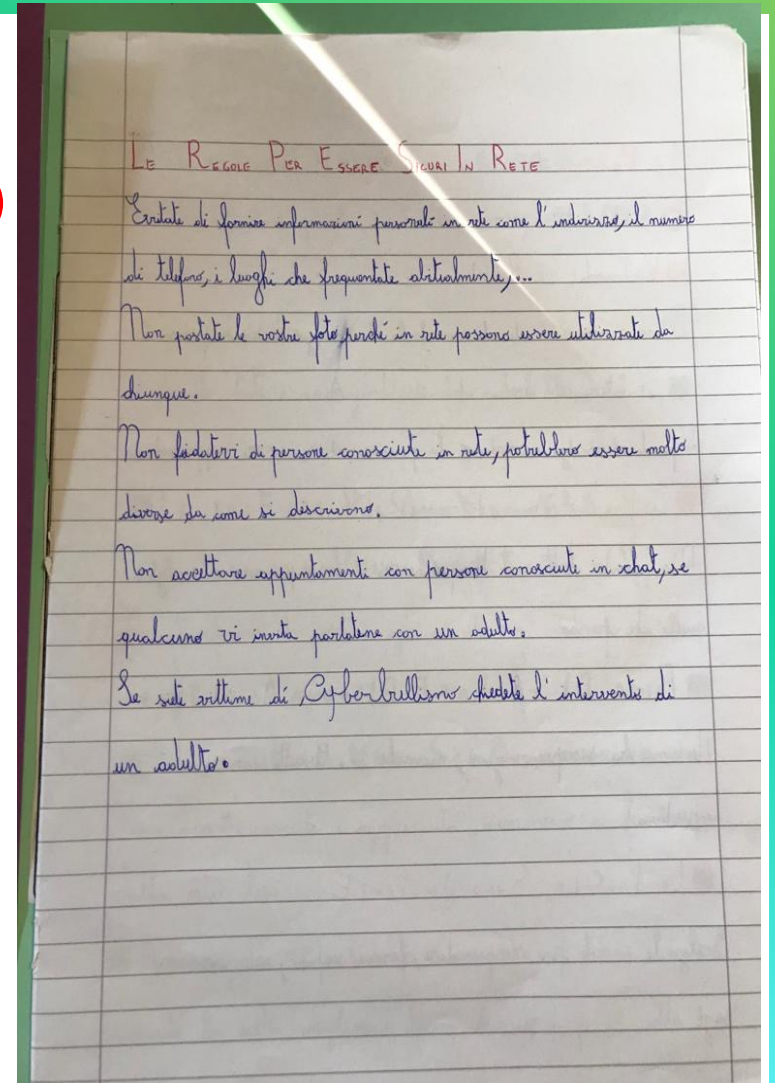 LE REGOLE PER ESSERE SICURI IN RETE
Evitate di fornire informazioni personali in rete come l'indirizzo, il numero
di telefono, i luoghi che frequentate abitualmente,...
Non postate le vostre foto, perché in rete possono essere utilizzate da
chiunque.
Non fidatevi di persone conosciute in rete, potrebbero essere molto
diverse da come si descrivono.
Non accettare appuntamenti con persone conosciute in chat, se
qualcuno vi invita parlatene con un adulto.
Se siete vittime di Cyberbullismo chiedete l'intervento di
un adulto.